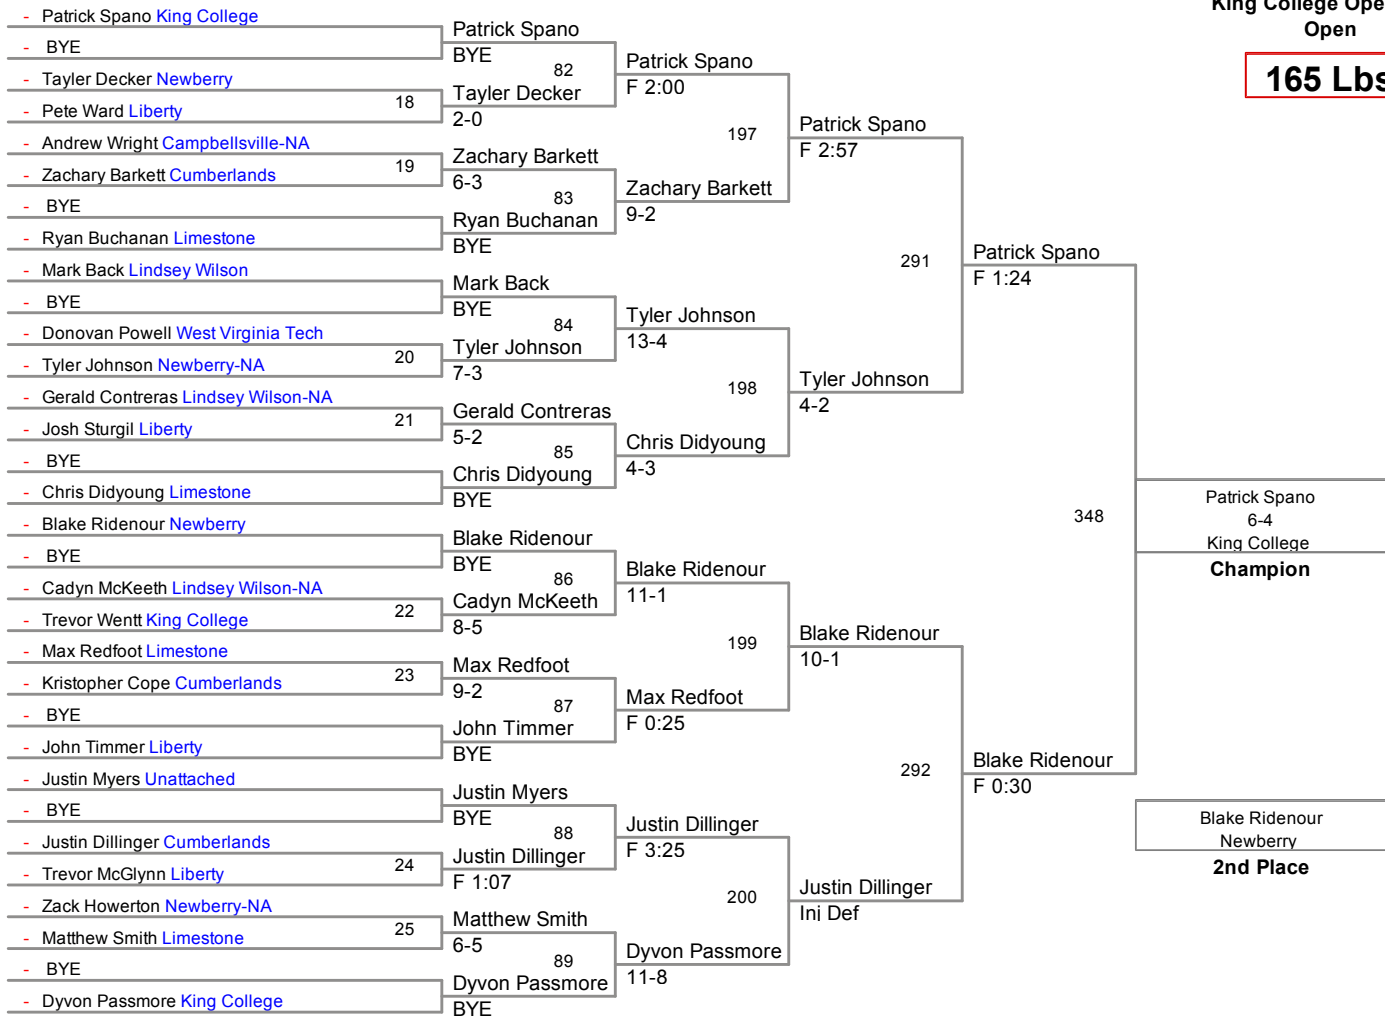 King College Ope
Open
165 Lbs
- Patrick Spano King College
- BYE
- Tayler Decker Newberry
- Pete Ward Liberty
- Andrew Wright Campbellsville-NA
- Zachary Barkett Cumberlands
- BYE
- Ryan Buchanan Limestone
- Mark Back Lindsey Wilson
- BYE
- Donovan Powell West Virginia Tech
- Tyler Johnson Newberry-NA
- Gerald Contreras Lindsey Wilson-NA
- Josh Sturgil Liberty
- BYE
- Chris Didyoung Limestone
- Blake Ridenour Newberry
- BYE
- Cadyn McKeeth Lindsey Wilson-NA
- Trevor Wentt King College
- Max Redfoot Limestone
- Kristopher Cope Cumberlands
- BYE
- John Timmer Liberty
- Justin Myers Unattached
- BYE
- Justin Dillinger Cumberlands
- Trevor McGlynn Liberty
- Zack Howerton Newberry-NA
- Matthew Smith Limestone
- BYE
- Dyvon Passmore King College
18
19
20
21
22
23
24
25
Patrick Spano
BYE
82
Tayler Decker
2-0
Zachary Barkett
6-3
83
Ryan Buchanan
BYE
Mark Back
BYE
84
Tyler Johnson
7-3
Gerald Contreras
5-2
85
Chris Didyoung
BYE
Blake Ridenour
BYE
86
Cadyn McKeeth
8-5
Max Redfoot
9-2
87
John Timmer
BYE
Justin Myers
BYE
88
Justin Dillinger
F 1:07
Matthew Smith
6-5
89
Dyvon Passmore
BYE
Patrick Spano
F 2:00
197
Zachary Barkett
9-2
Tyler Johnson
13-4
198
Chris Didyoung
4-3
Blake Ridenour
11-1
199
Max Redfoot
F 0:25
Justin Dillinger
F 3:25
200
Dyvon Passmore
11-8
Patrick Spano
F 2:57
291
Tyler Johnson
4-2
Blake Ridenour
10-1
292
Justin Dillinger
Inj Def
Patrick Spano
F 1:24
348
Blake Ridenour
F 0:30
Patrick Spano
6-4
King College
Champion
Blake Ridenour
Newberry
2nd Place